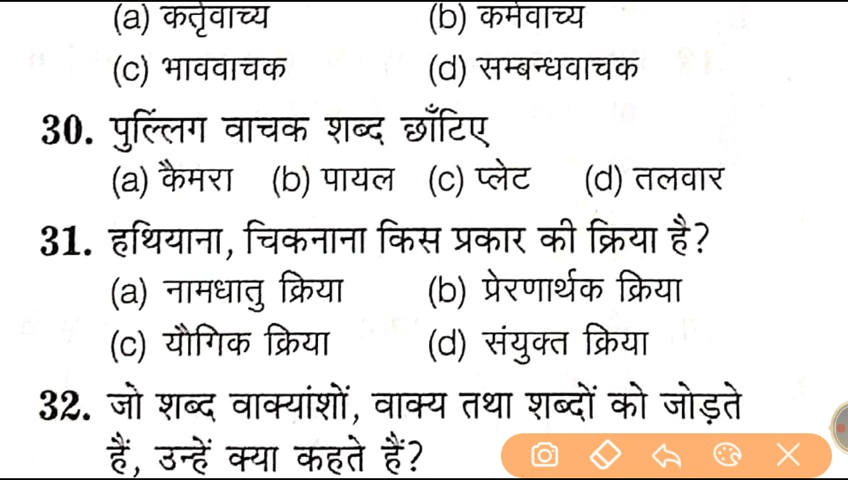 (a) कर्तृवाच्य (b) कर्मवाच्य
(c) भाववाचक (d) सम्बन्धवाचक
30. पुल्लिंग वाचक शब्द छाँटिए
(a) कैमरा (b) पायल (c) प्लेट (d) तलवार
31. हथियाना, चिकनाना किस प्रकार की क्रिया है?
(a) नामधातु क्रिया (b) प्रेरणार्थक क्रिया
(c) यौगिक क्रिया (d) संयुक्त क्रिया
32. जो शब्द वाक्यांशों, वाक्य तथा शब्दों को जोड़ते
हैं, उन्हें क्या कहते हैं?